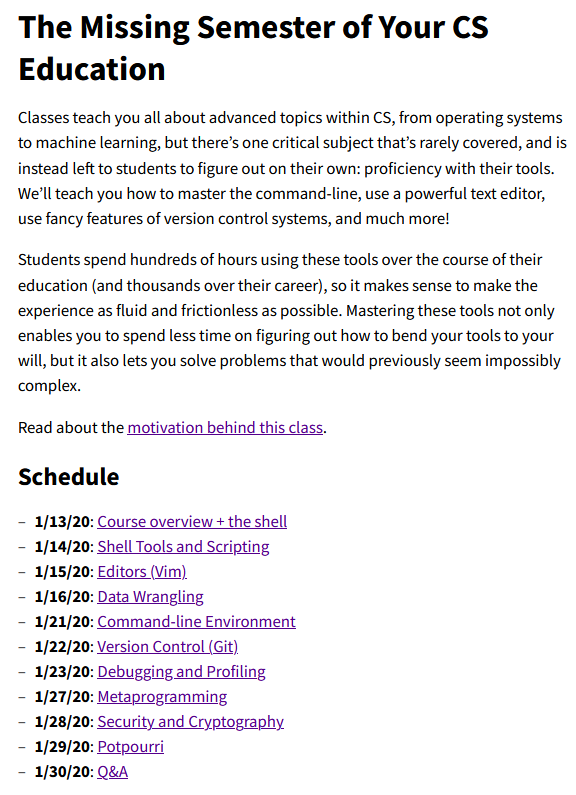 The Missing Semester of Your CS
Education
Classes teach you all about advanced topics within CS, from operating systems
to machine learning, but there’s one critical subject that’s rarely covered, and is
instead left to students to figure out on their own: proficiency with their tools.
We’ll teach you how to master the command-line, use a powerful text editor,
use fancy features of version control systems, and much more!
Students spend hundreds of hours using these tools over the course of their
education (and thousands over their career), so it makes sense to make the
experience as fluid and frictionless as possible. Mastering these tools not only
enables you to spend less time on figuring out how to bend your tools to your
will, but it also lets you solve problems that would previously seem impossibly
complex.
Read about the motivation behind this class.
Schedule
– 1/13/20: Course overview + the shell
– 1/14/20: Shell Tools and Scripting
– 1/15/20: Editors (Vim)
– 1/16/20: Data Wrangling
– 1/21/20: Command-line Environment
– 1/22/20: Version Control (Git)
– 1/23/20: Debugging and Profiling
– 1/27/20: Metaprogramming
– 1/28/20: Security and Cryptography
– 1/29/20: Potpourri
– 1/30/20: Q&A